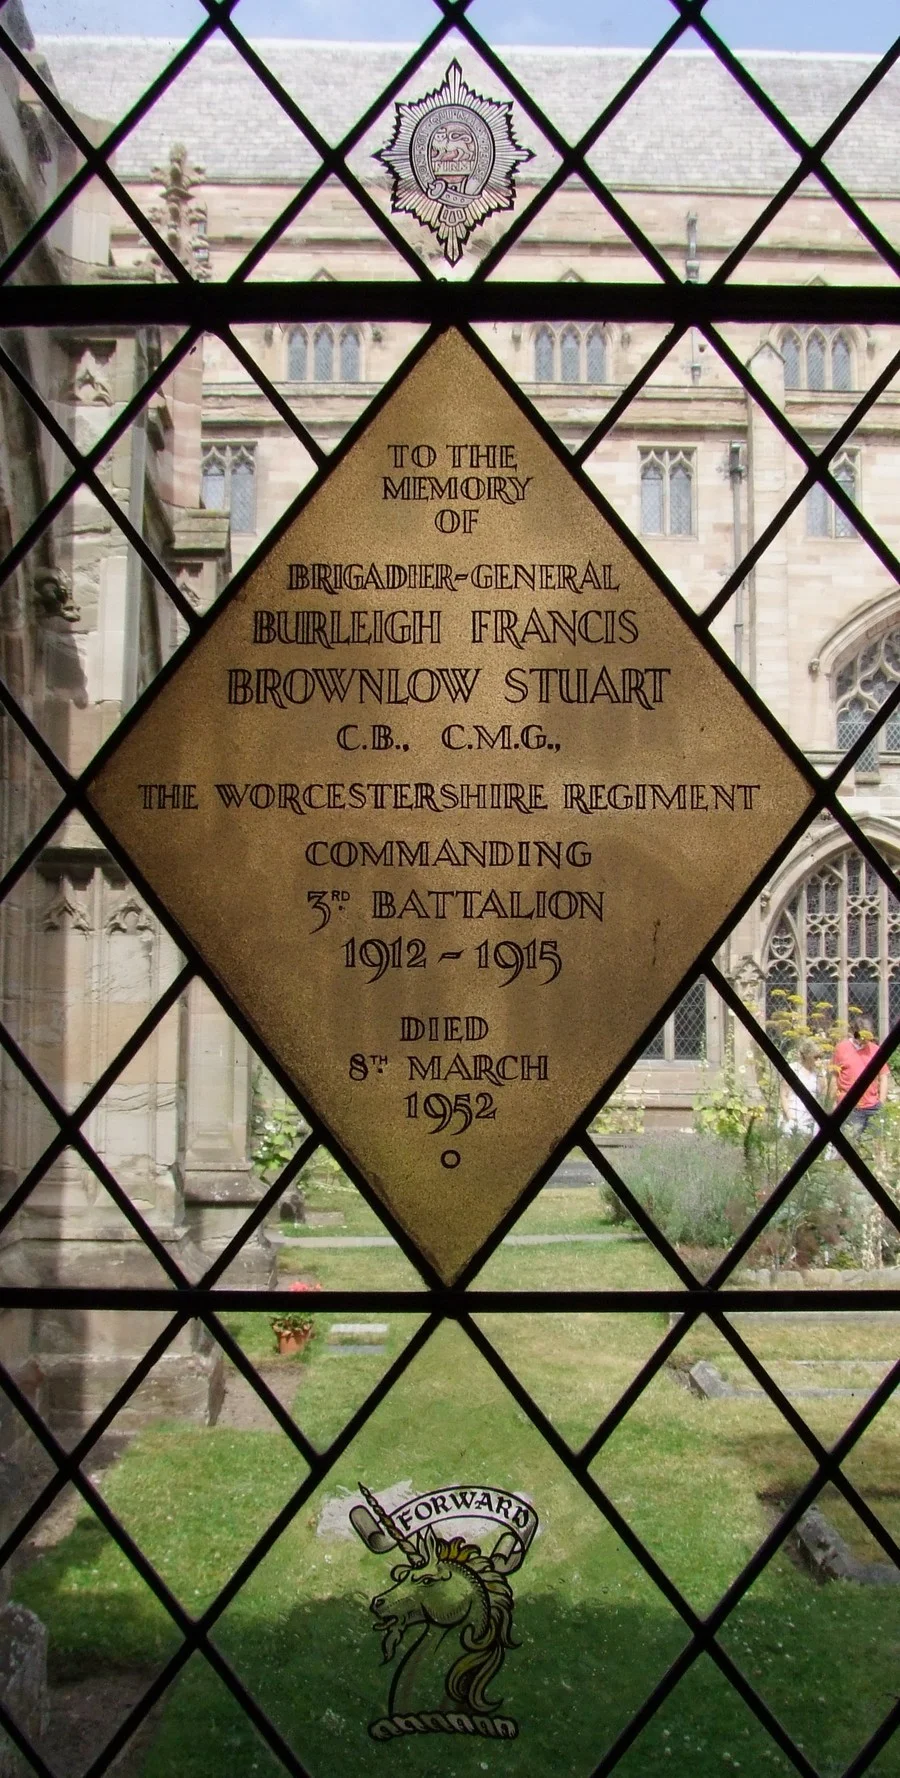 FIRM
TO THE
MEMORY
OF
BRIGADIER-GENERAL
BURLEIGH FRANCIS
BROWNLOW STUART
C.B., C.M.G.,
THE WORCESTERSHIRE REGIMENT
COMMANDING
3RD BATTALION
1912 - 1915
DIED
8TH MARCH
1952
FORWARD